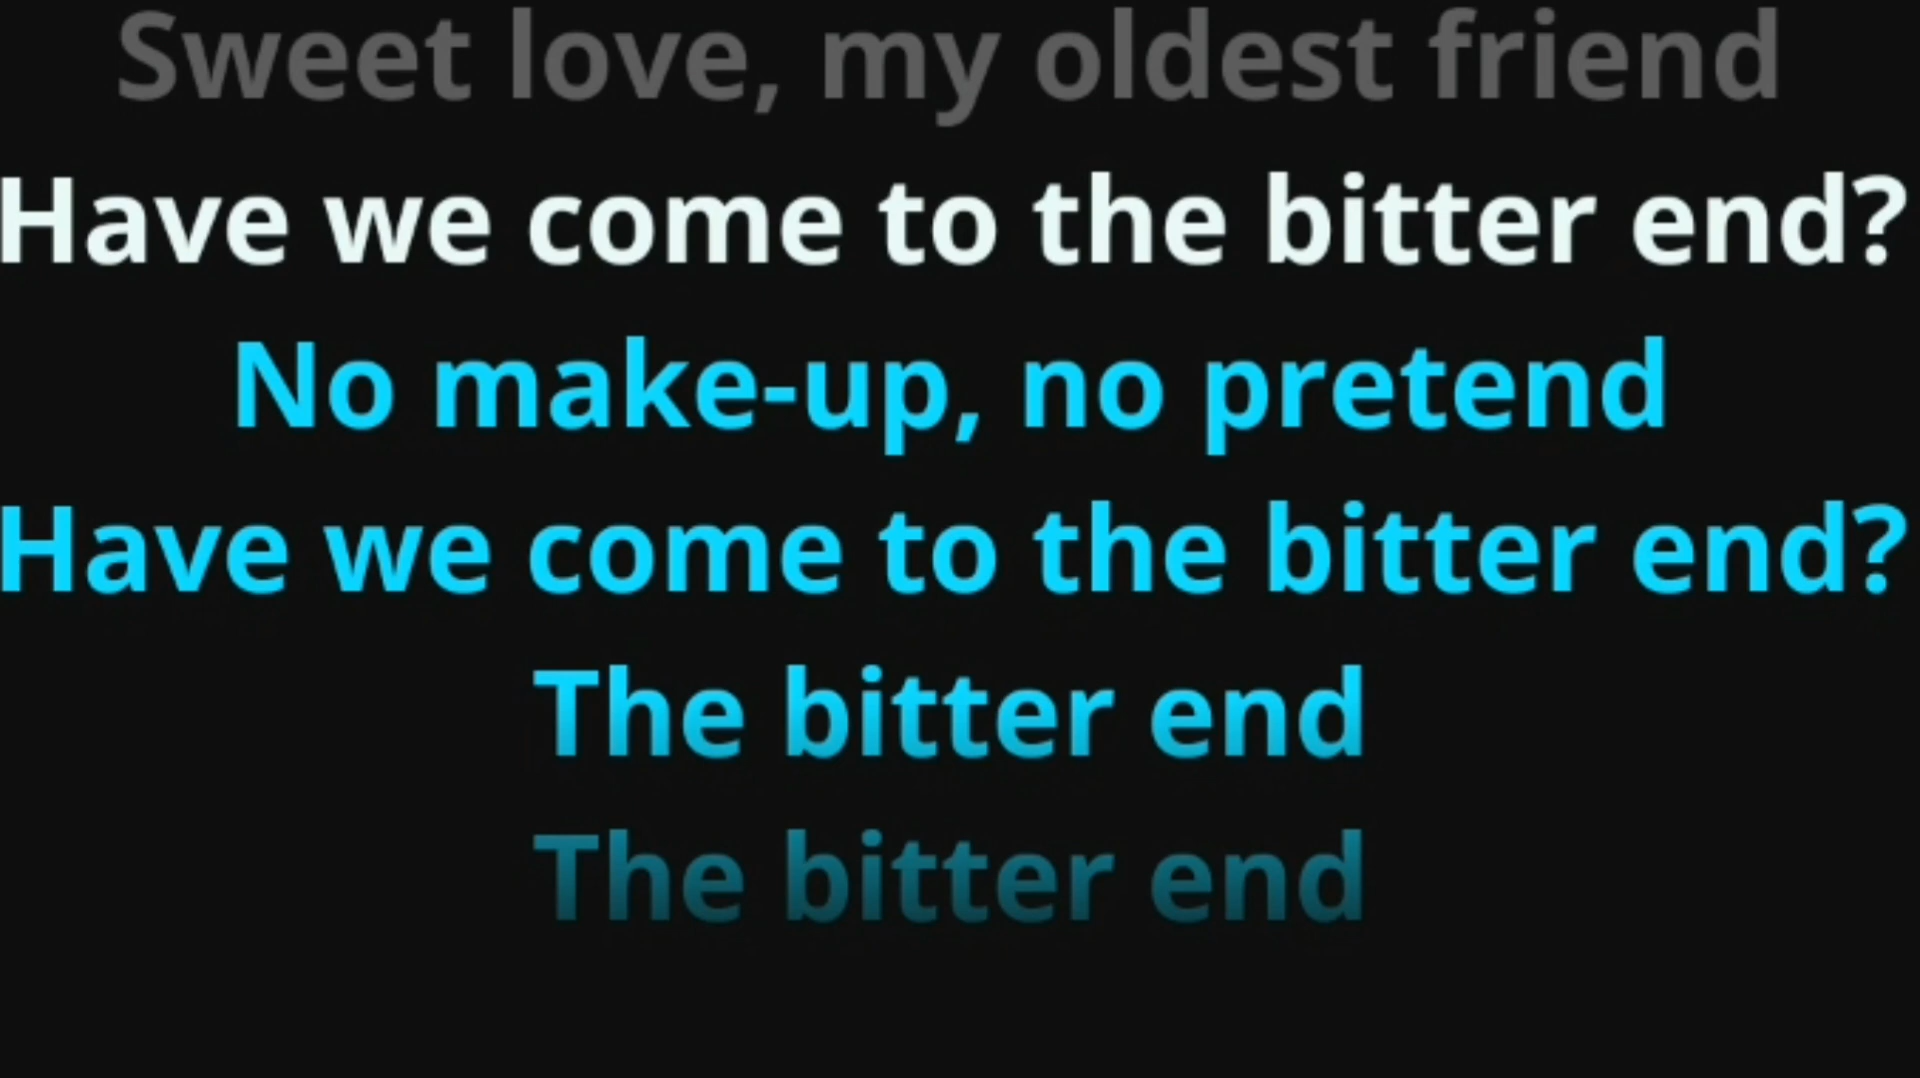 Sweet love, my oldest friend
Have we come to the bitter end?
No make-up, no pretend
Have we come to the bitter end?
The bitter end
The bitter end